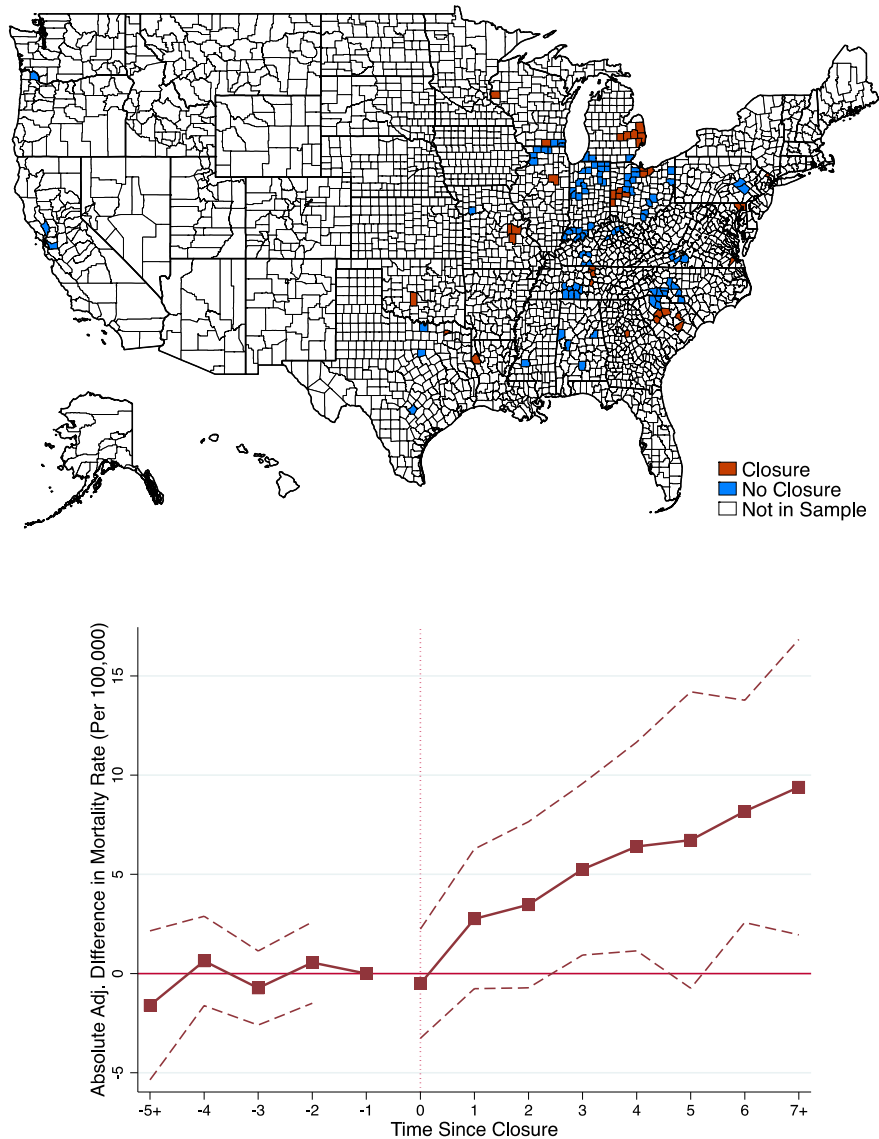 Closure
No Closure
Not in Sample
Absolute Adj. DIfference in Mortality Rate (Per 100,000)
15
10
5
0
-5
-5+ -4 -3 -2 -1 0 1 2 3 4 5 6 7+
Time Since Closure